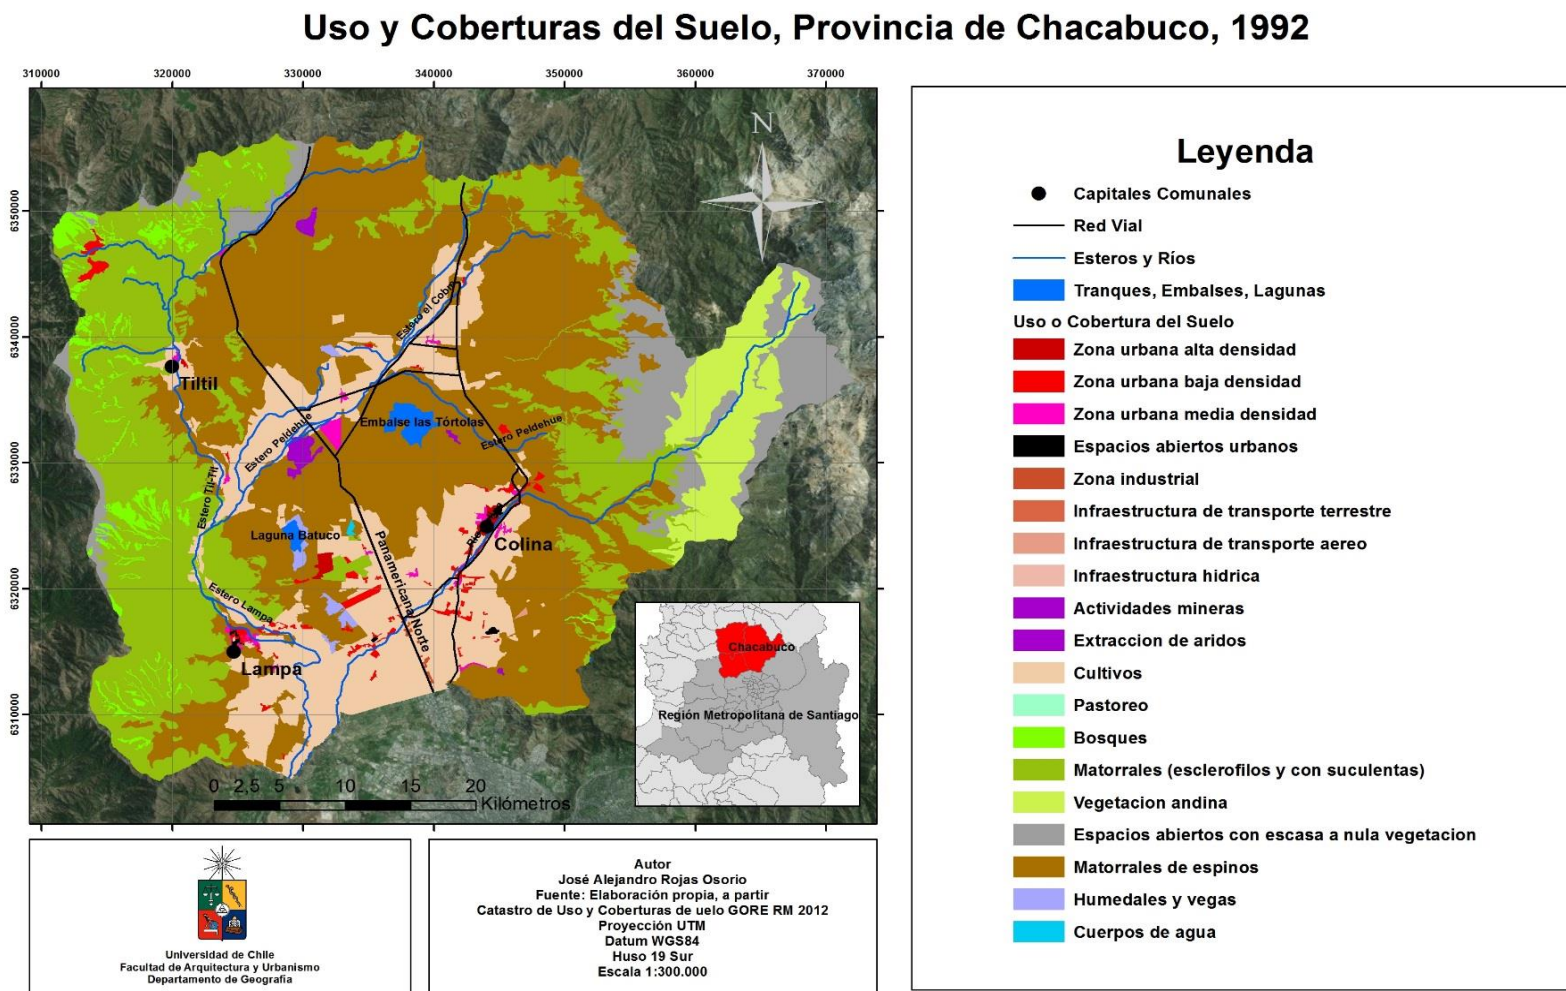 Uso y Coberturas del Suelo, Provincia de Chacabuco, 1992
310000 320000 330000 340000 350000 360000 370000
6350000
6340000
6330000
6320000
6310000
N
Estero el Cobre
Tiltil
Embalse las Tórtolas
Estero Peldehue
Estero Peldehue
Estero Til-Til
Laguna Batuco
Panamericana Norte
Rio
Colina
Estero Lampa
Lampa
Chacabuco
Región Metropolitana de Santiago
0 2,5 5 10 15 20
Kilómetros
Leyenda
Capitales Comunales
Red Vial
Esteros y Ríos
Tranques, Embalses, Lagunas
Uso o Cobertura del Suelo
Zona urbana alta densidad
Zona urbana baja densidad
Zona urbana media densidad
Espacios abiertos urbanos
Zona industrial
Infraestructura de transporte terrestre
Infraestructura de transporte aereo
Infraestructura hidrica
Actividades mineras
Extraccion de aridos
Cultivos
Pastoreo
Bosques
Matorrales (esclerofilos y con suculentas)
Vegetacion andina
Espacios abiertos con escasa a nula vegetacion
Matorrales de espinos
Humedales y vegas
Cuerpos de agua
Universidad de Chile
Facultad de Arquitectura y Urbanismo
Departamento de Geografía
Autor
José Alejandro Rojas Osorio
Fuente: Elaboración propia, a partir
Catastro de Uso y Coberturas de uelo GORE RM 2012
Proyección UTM
Datum WGS84
Huso 19 Sur
Escala 1:300.000